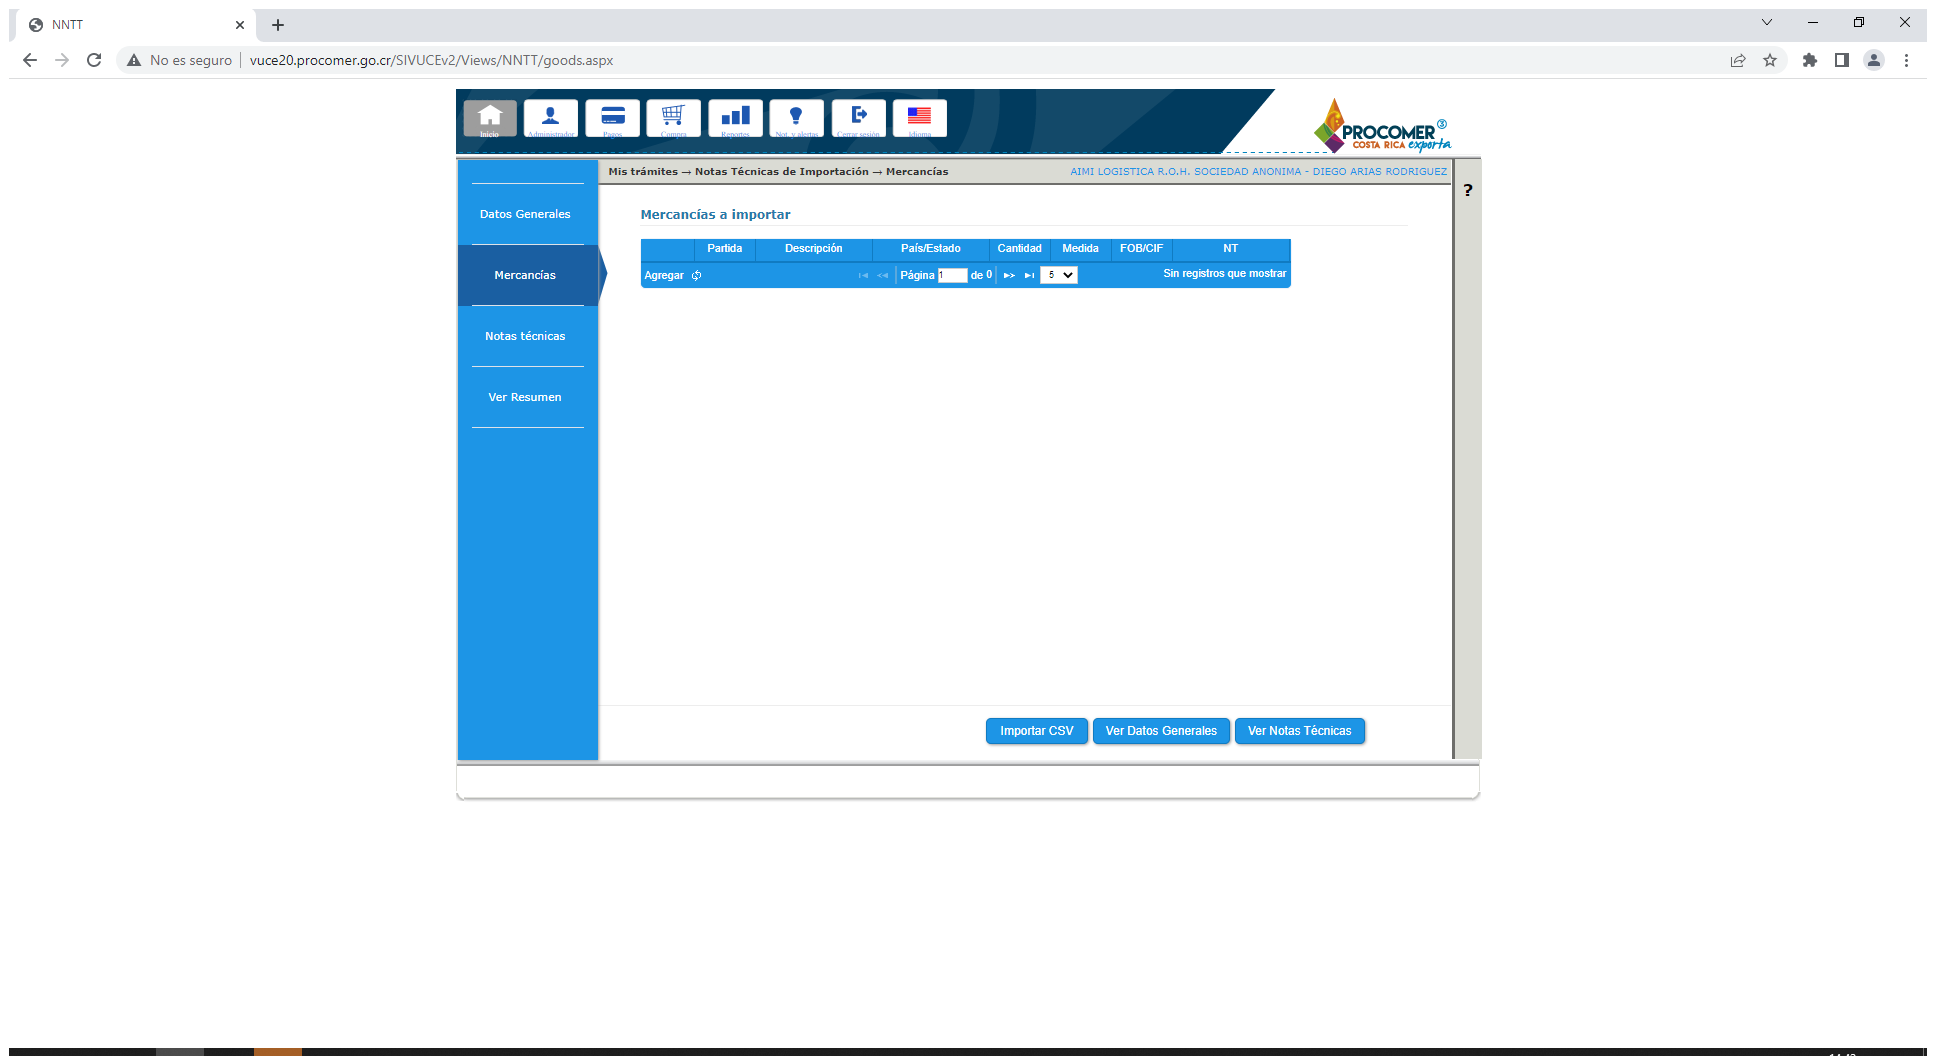 NNTT
No es seguro
vuce20.procomer.go.cr/SIVUCEv2/Views/NNTT/goods.aspx
Inicio
Administrador
Pagos
Compra
Reportes
Not. y alertas
Cerrar sesión
Idioma
PROCOMER
COSTA RICA exporta
Mis trámites → Notas Técnicas de Importación → Mercancías
AIMI LOGISTICA R.O.H. SOCIEDAD ANONIMA - DIEGO ARIAS RODRIGUEZ
?
Datos Generales
Mercancías
Notas técnicas
Ver Resumen
Mercancías a importar
Partida Descripción País/Estado Cantidad Medida FOB/CIF NT
Agregar Página 1 de 0 5 Sin registros que mostrar
Importar CSV Ver Datos Generales Ver Notas Técnicas